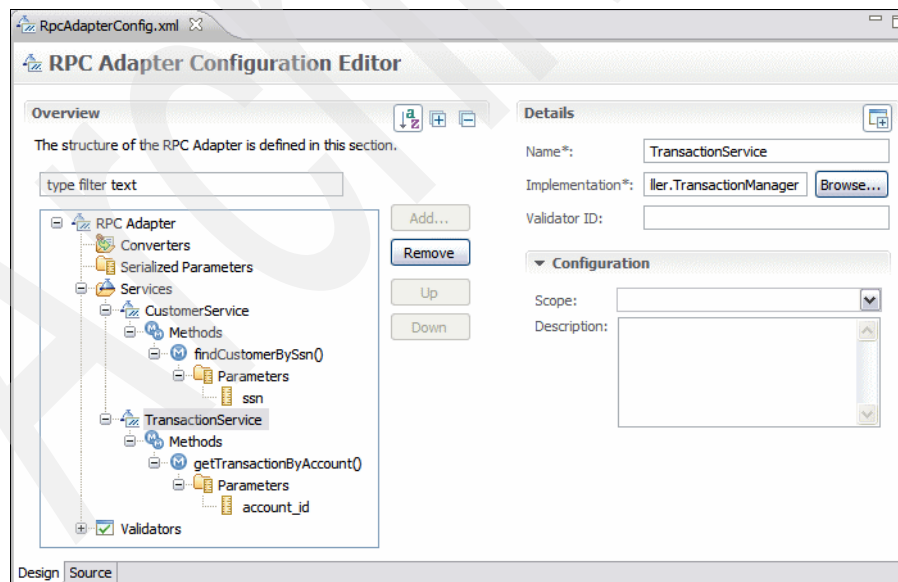 RpcAdapterConfig.xml
RPC Adapter Configuration Editor
Overview
The structure of the RPC Adapter is defined in this section.
type filter text
RPC Adapter
Converters
Serialized Parameters
Services
CustomerService
Methods
findCustomerBySsn()
Parameters
ssn
TransactionService
Methods
getTransactionByAccount()
Parameters
account_id
Validators
Add...
Remove
Up
Down
Details
Name*: TransactionService
Implementation*: ller.TransactionManager Browse...
Validator ID:
Configuration
Scope:
Description:
Design Source